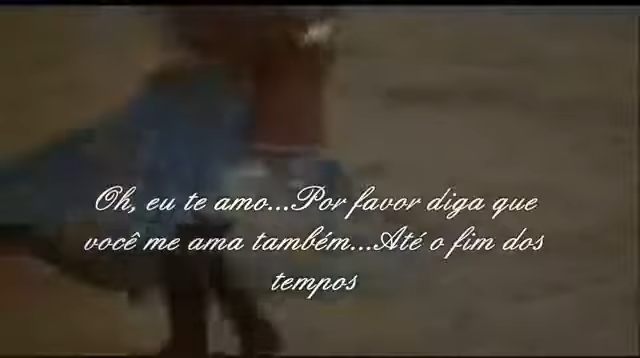 Oh, eu te amo...Por favor diga que
você me ama também...Até o fim dos
tempos